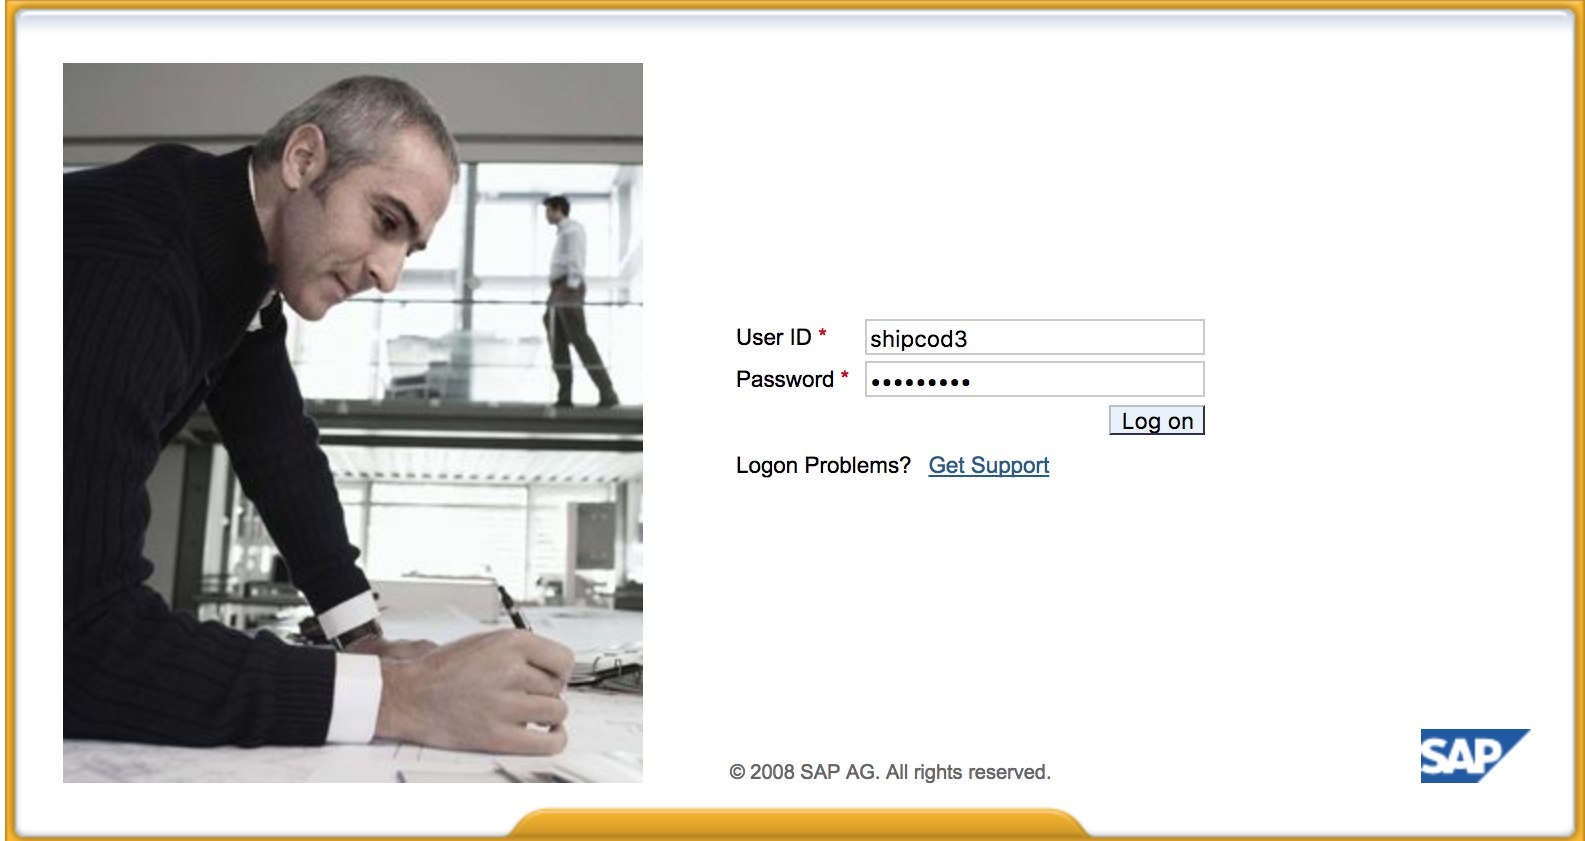 User ID *
shipcod3
Password *
•••••••••
Log on
Logon Problems? Get Support
© 2008 SAP AG. All rights reserved.
SAP